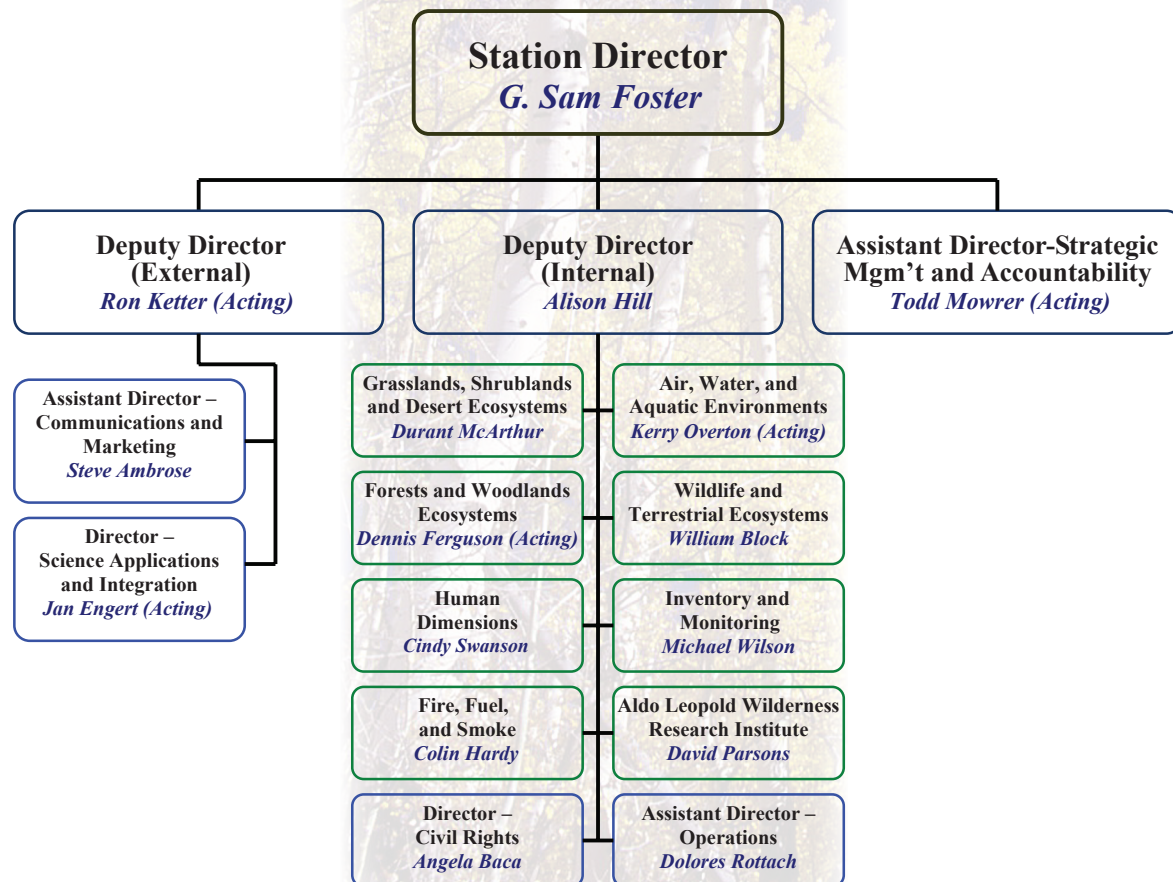 Station Director
G. Sam Foster
Deputy Director
(External)
Ron Ketter (Acting)
Deputy Director
(Internal)
Alison Hill
Assistant Director-Strategic
Mgm’t and Accountability
Todd Mowrer (Acting)
Assistant Director –
Communications and
Marketing
Steve Ambrose
Director –
Science Applications
and Integration
Jan Engert (Acting)
Grasslands, Shrublands
and Desert Ecosystems
Durant McArthur
Air, Water, and
Aquatic Environments
Kerry Overton (Acting)
Forests and Woodlands
Ecosystems
Dennis Ferguson (Acting)
Wildlife and
Terrestrial Ecosystems
William Block
Human
Dimensions
Cindy Swanson
Inventory and
Monitoring
Michael Wilson
Fire, Fuel,
and Smoke
Colin Hardy
Aldo Leopold Wilderness
Research Institute
David Parsons
Director –
Civil Rights
Angela Baca
Assistant Director –
Operations
Dolores Rottach